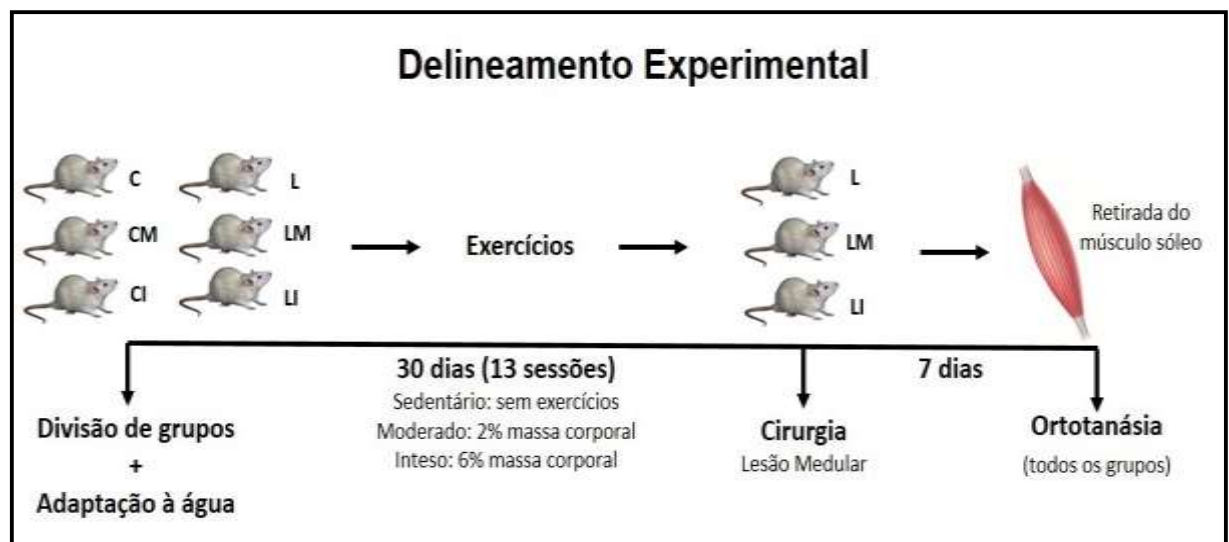 Delineamento Experimental
C
L
CM
LM
CI
LI
Exercícios
L
LM
LI
Retirada do
músculo sóleo
30 dias (13 sessões)
Sedentário: sem exercícios
Moderado: 2% massa corporal
Inteso: 6% massa corporal
7 dias
Divisão de grupos
+
Adaptação à água
Cirurgia
Lesão Medular
Ortotanásia
(todos os grupos)